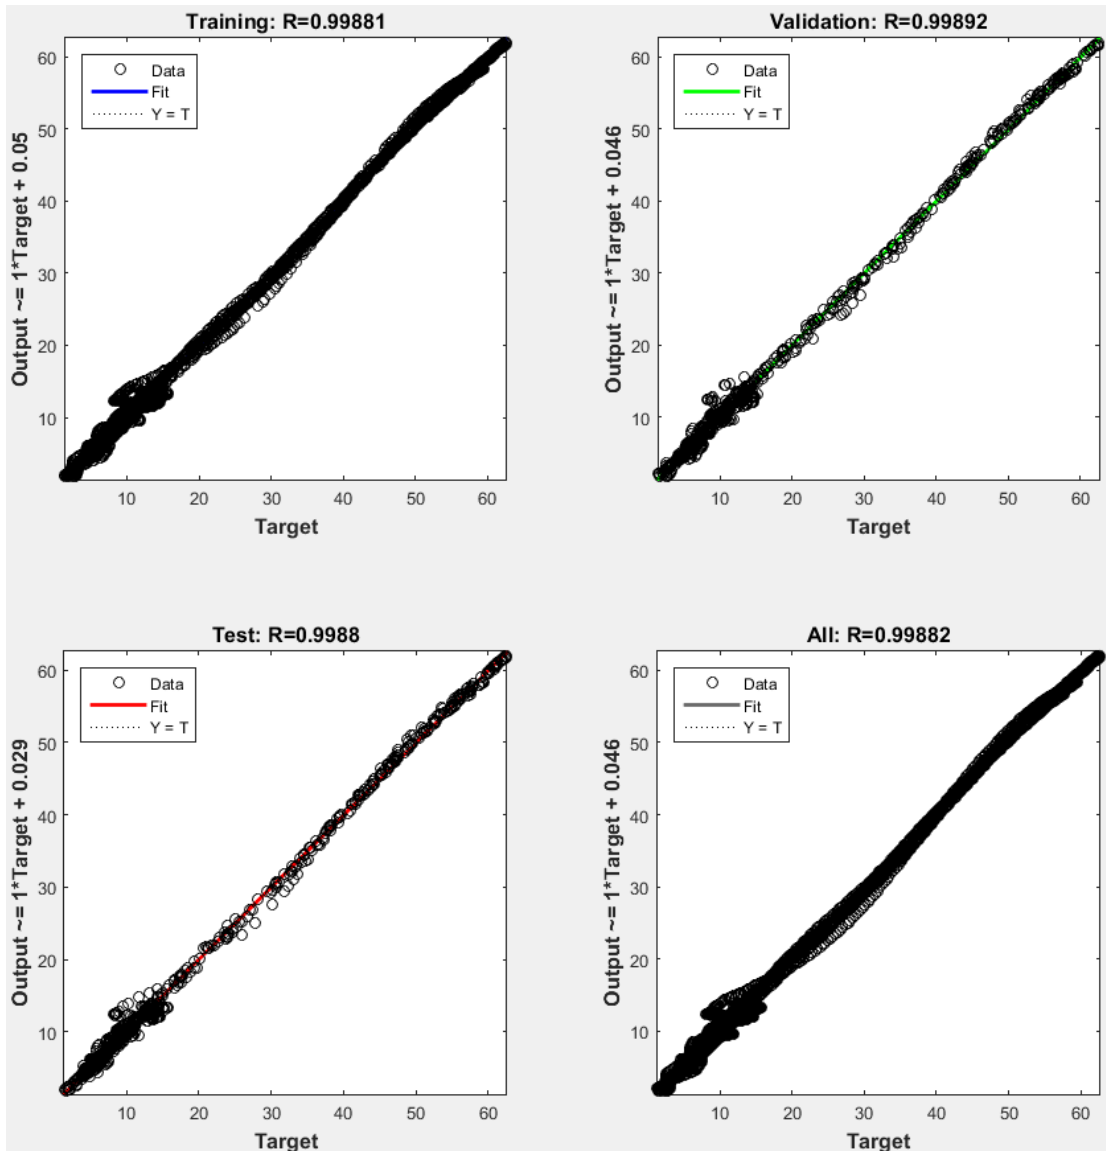 Training: R=0.99881
Data
Fit
Y = T
Output ~= 1*Target + 0.05
60
50
40
30
20
10
10 20 30 40 50 60
Target
Validation: R=0.99892
Data
Fit
Y = T
Output ~= 1*Target + 0.046
60
50
40
30
20
10
10 20 30 40 50 60
Target
Test: R=0.9988
Data
Fit
Y = T
Output ~= 1*Target + 0.029
60
50
40
30
20
10
10 20 30 40 50 60
Target
All: R=0.99882
Data
Fit
Y = T
Output ~= 1*Target + 0.046
60
50
40
30
20
10
10 20 30 40 50 60
Target